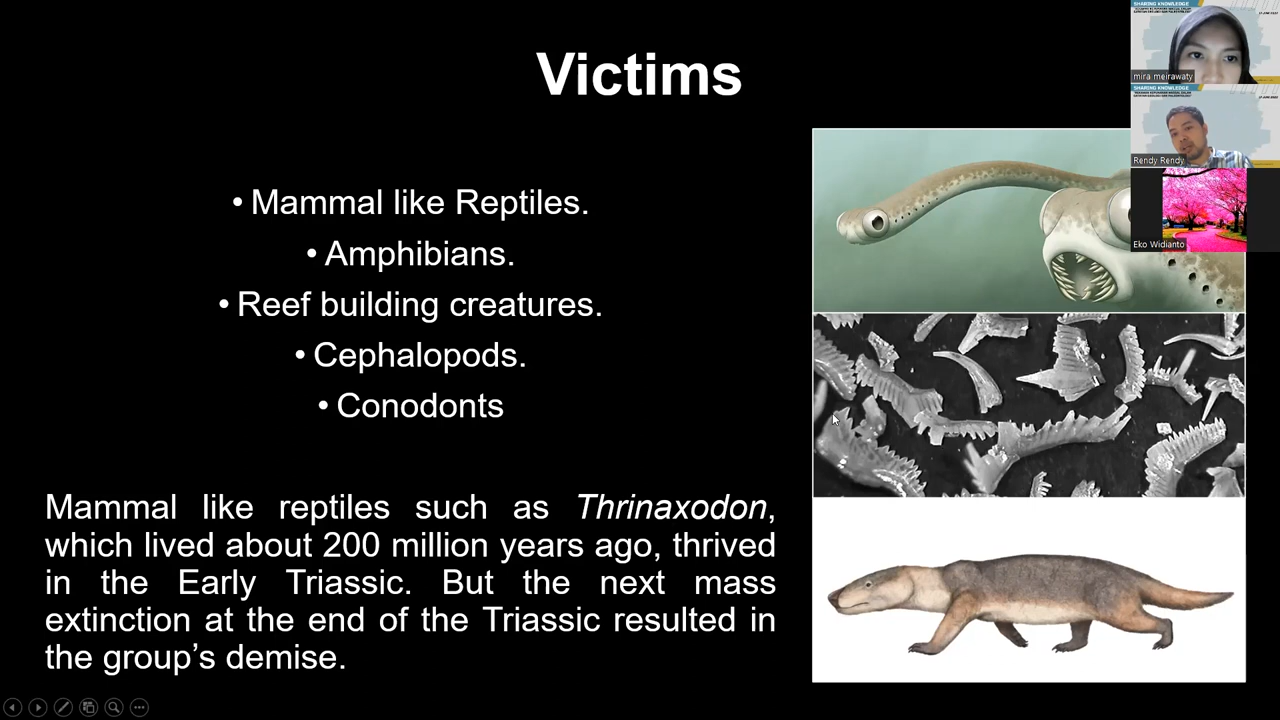 Victims
• Mammal like Reptiles.
• Amphibians.
• Reef building creatures.
• Cephalopods.
• Conodonts
Mammal like reptiles such as Thrinaxodon,
which lived about 200 million years ago, thrived
in the Early Triassic. But the next mass
extinction at the end of the Triassic resulted in
the group’s demise.
SHARING KNOWLEDGE
mira meirawaty
SHARING KNOWLEDGE
Rendy Rendy
Eko Widianto